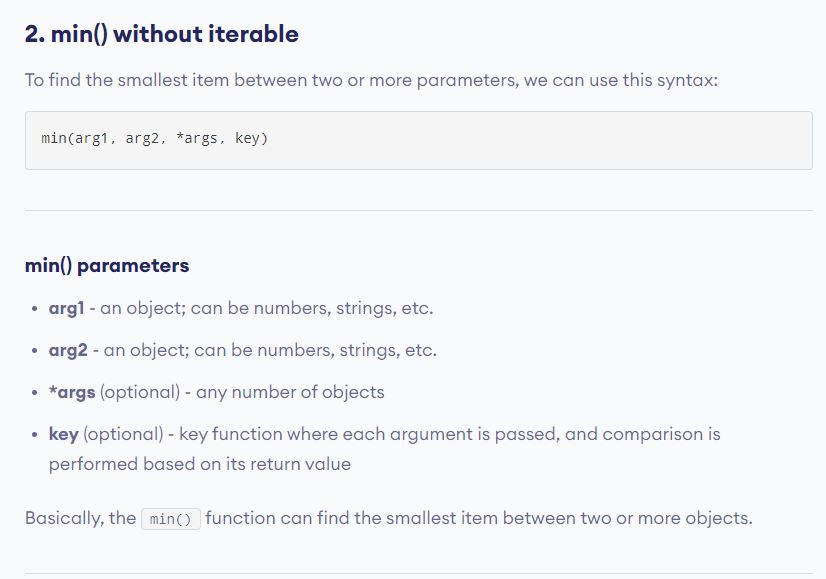 2. min() without iterable
To find the smallest item between two or more parameters, we can use this syntax:
min(arg1, arg2, *args, key)
min() parameters
• arg1 - an object; can be numbers, strings, etc.
• arg2 - an object; can be numbers, strings, etc.
• *args (optional) - any number of objects
• key (optional) - key function where each argument is passed, and comparison is
performed based on its return value
Basically, the min() function can find the smallest item between two or more objects.